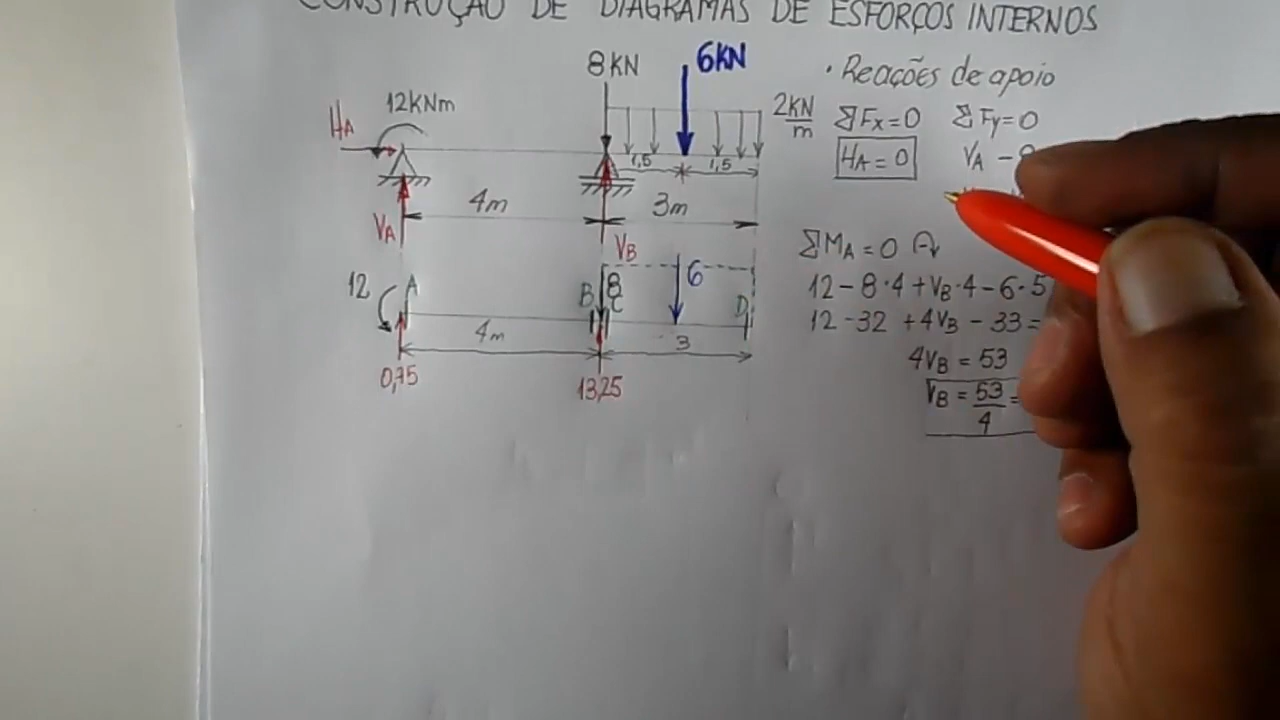 CONSTRUÇÃO DE DIAGRAMAS DE ESFORÇOS INTERNOS
8KN 6KN
12KNm
HA
2KN/m
1,5 1,5
4m 3m
VA VB
12 A B 8 C 6 D
4m 3
0,75 13,25
· Reações de apoio
ΣFx=0 ΣFy=0
HA = 0 VA - 8
ΣMA = 0
12 - 8·4 + VB·4 - 6·5
12 - 32 + 4VB - 33 =
4VB = 53
VB = 53/4 =